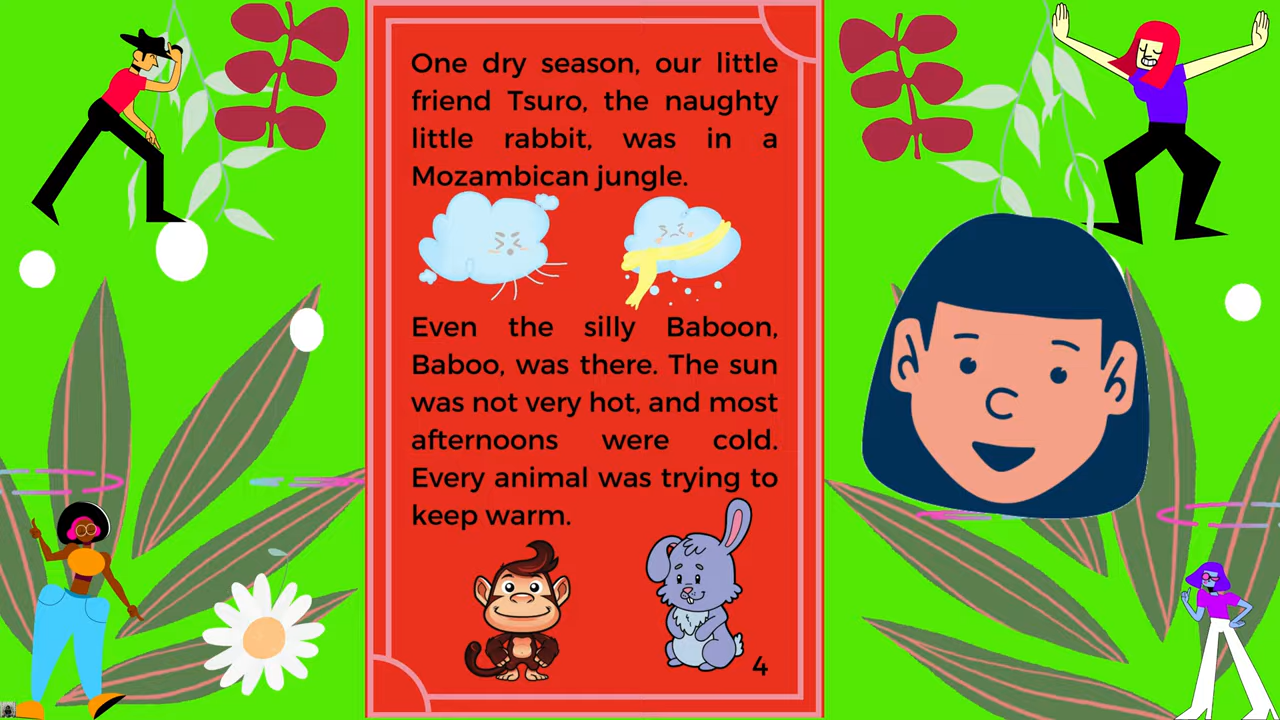 One dry season, our little
friend Tsuro, the naughty
little rabbit, was in a
Mozambican jungle.
Even the silly Baboon,
Baboo, was there. The sun
was not very hot, and most
afternoons were cold.
Every animal was trying to
keep warm.
4